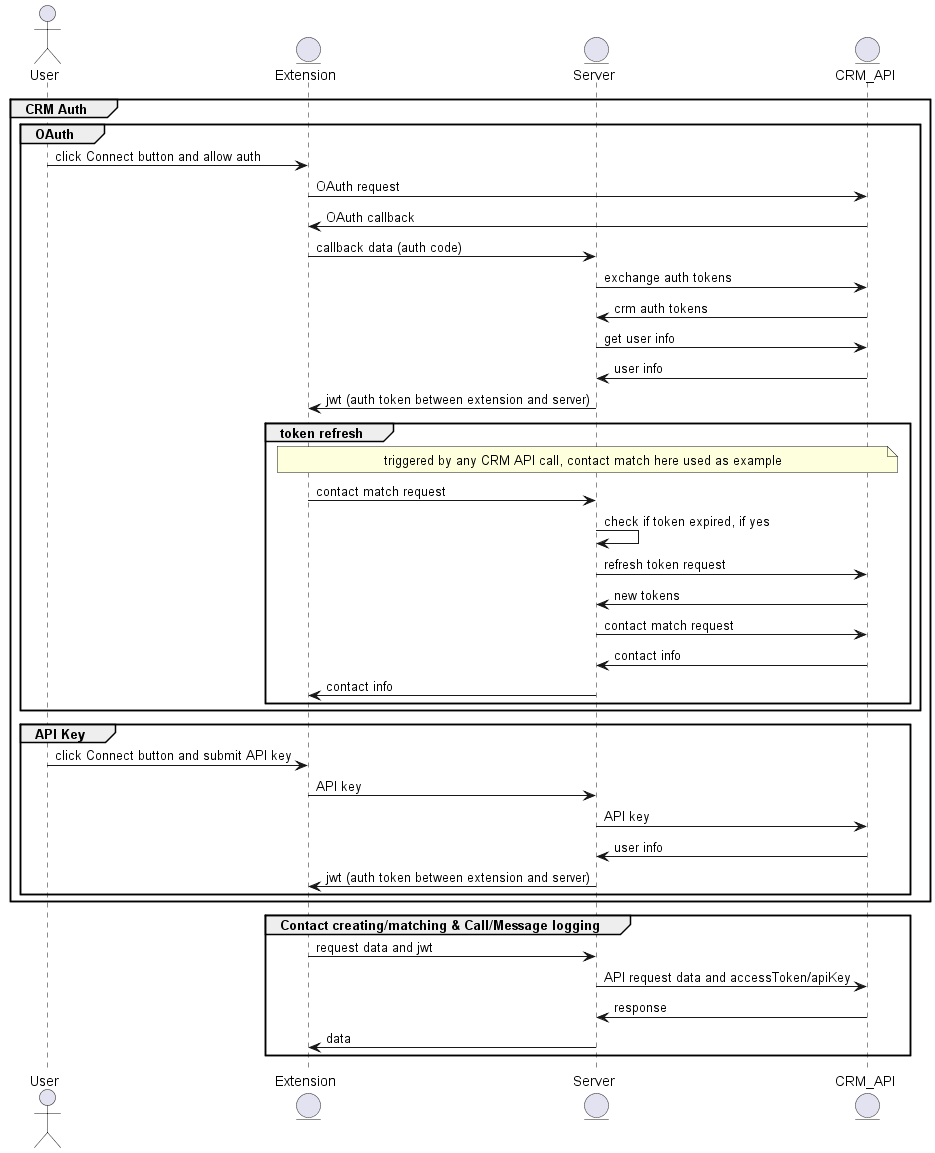 User
Extension
Server
CRM_API
CRM Auth
OAuth
click Connect button and allow auth
OAuth request
OAuth callback
callback data (auth code)
exchange auth tokens
crm auth tokens
get user info
user info
jwt (auth token between extension and server)
token refresh
triggered by any CRM API call, contact match here used as example
contact match request
check if token expired, if yes
refresh token request
new tokens
contact match request
contact info
contact info
API Key
click Connect button and submit API key
API key
API key
user info
jwt (auth token between extension and server)
Contact creating/matching & Call/Message logging
request data and jwt
API request data and accessToken/apiKey
response
data
User
Extension
Server
CRM_API